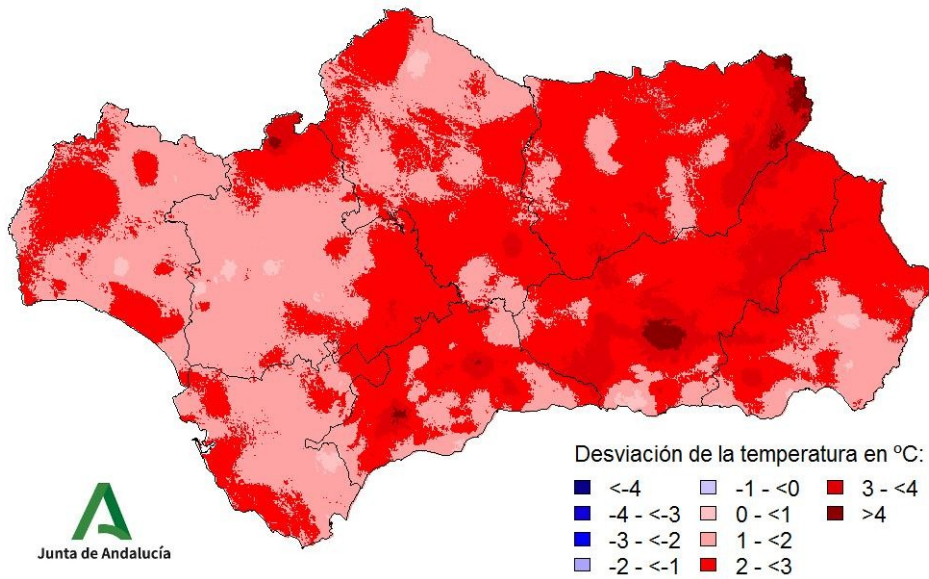 Desviación de la temperatura en ºC:
<-4 -1 - <0 3 - <4
-4 - <-3 0 - <1 >4
-3 - <-2 1 - <2
-2 - <-1 2 - <3
Junta de Andalucía